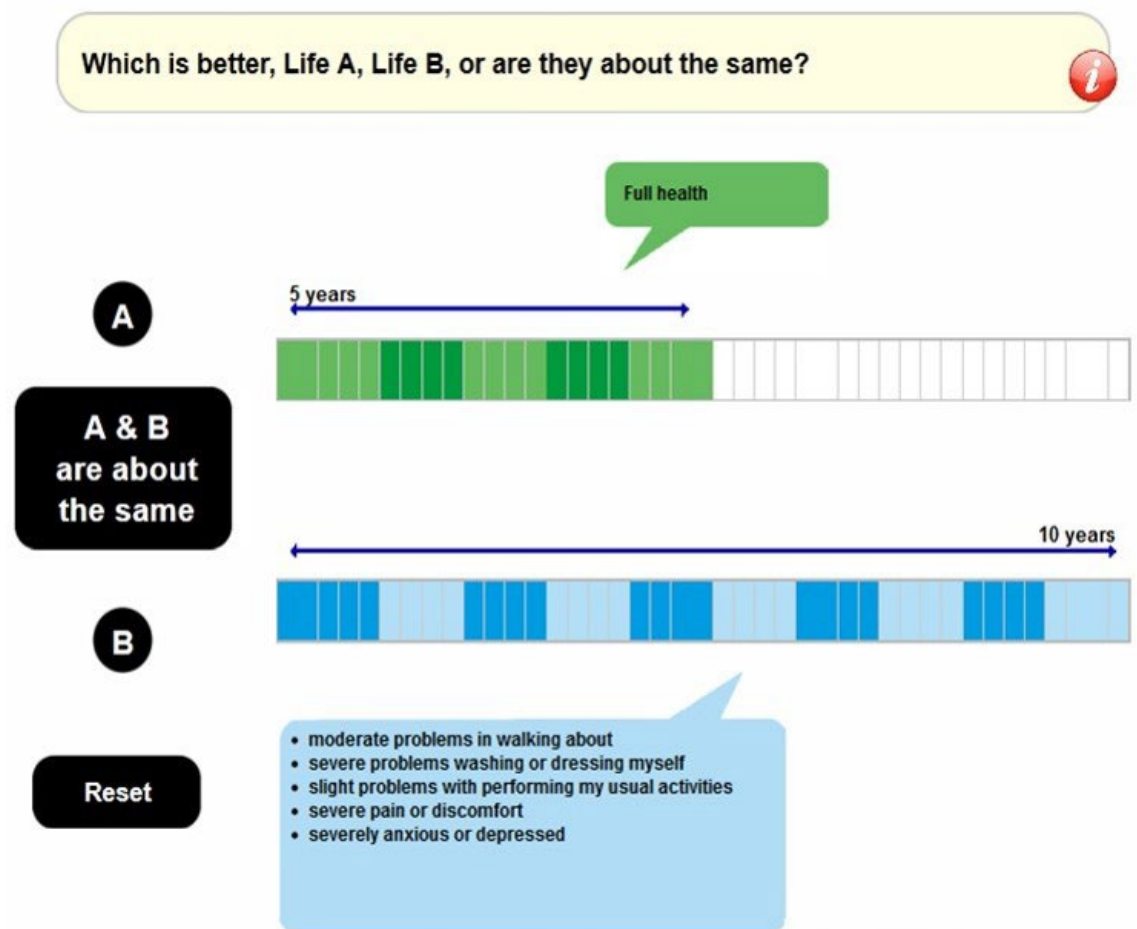 Which is better, Life A, Life B, or are they about the same?
i
Full health
A
5 years
A & B
are about
the same
10 years
B
• moderate problems in walking about
• severe problems washing or dressing myself
• slight problems with performing my usual activities
• severe pain or discomfort
• severely anxious or depressed
Reset